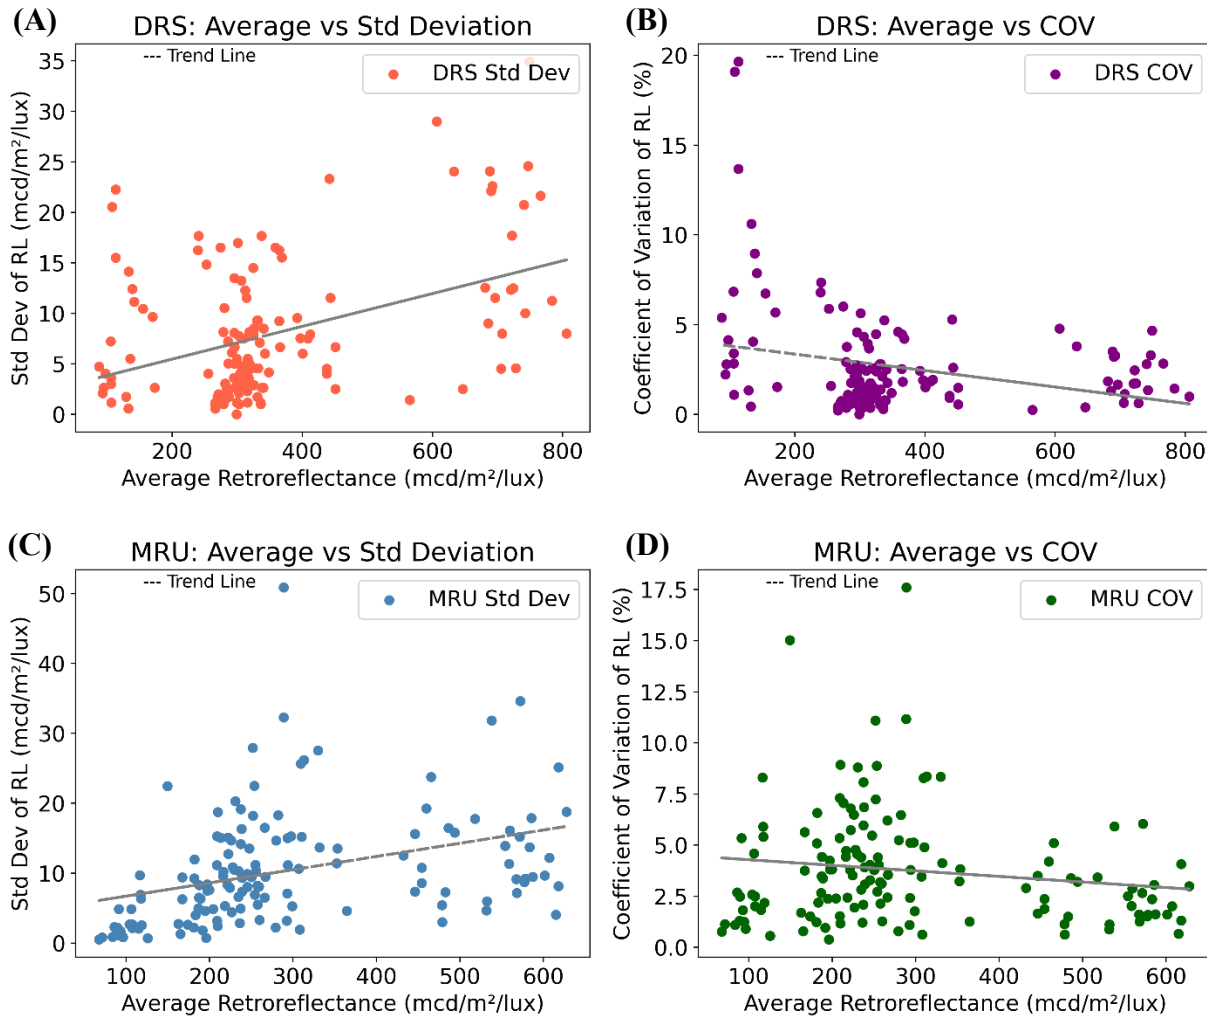 (A)
DRS: Average vs Std Deviation
--- Trend Line
DRS Std Dev
Std Dev of RL (mcd/m²/lux)
35
30
25
20
15
10
5
0
200
400
600
800
Average Retroreflectance (mcd/m²/lux)
(B)
DRS: Average vs COV
--- Trend Line
DRS COV
Coefficient of Variation of RL (%)
20
15
10
5
0
200
400
600
800
Average Retroreflectance (mcd/m²/lux)
(C)
MRU: Average vs Std Deviation
--- Trend Line
MRU Std Dev
Std Dev of RL (mcd/m²/lux)
50
40
30
20
10
0
100
200
300
400
500
600
Average Retroreflectance (mcd/m²/lux)
(D)
MRU: Average vs COV
--- Trend Line
MRU COV
Coefficient of Variation of RL (%)
17.5
15.0
12.5
10.0
7.5
5.0
2.5
0.0
100
200
300
400
500
600
Average Retroreflectance (mcd/m²/lux)